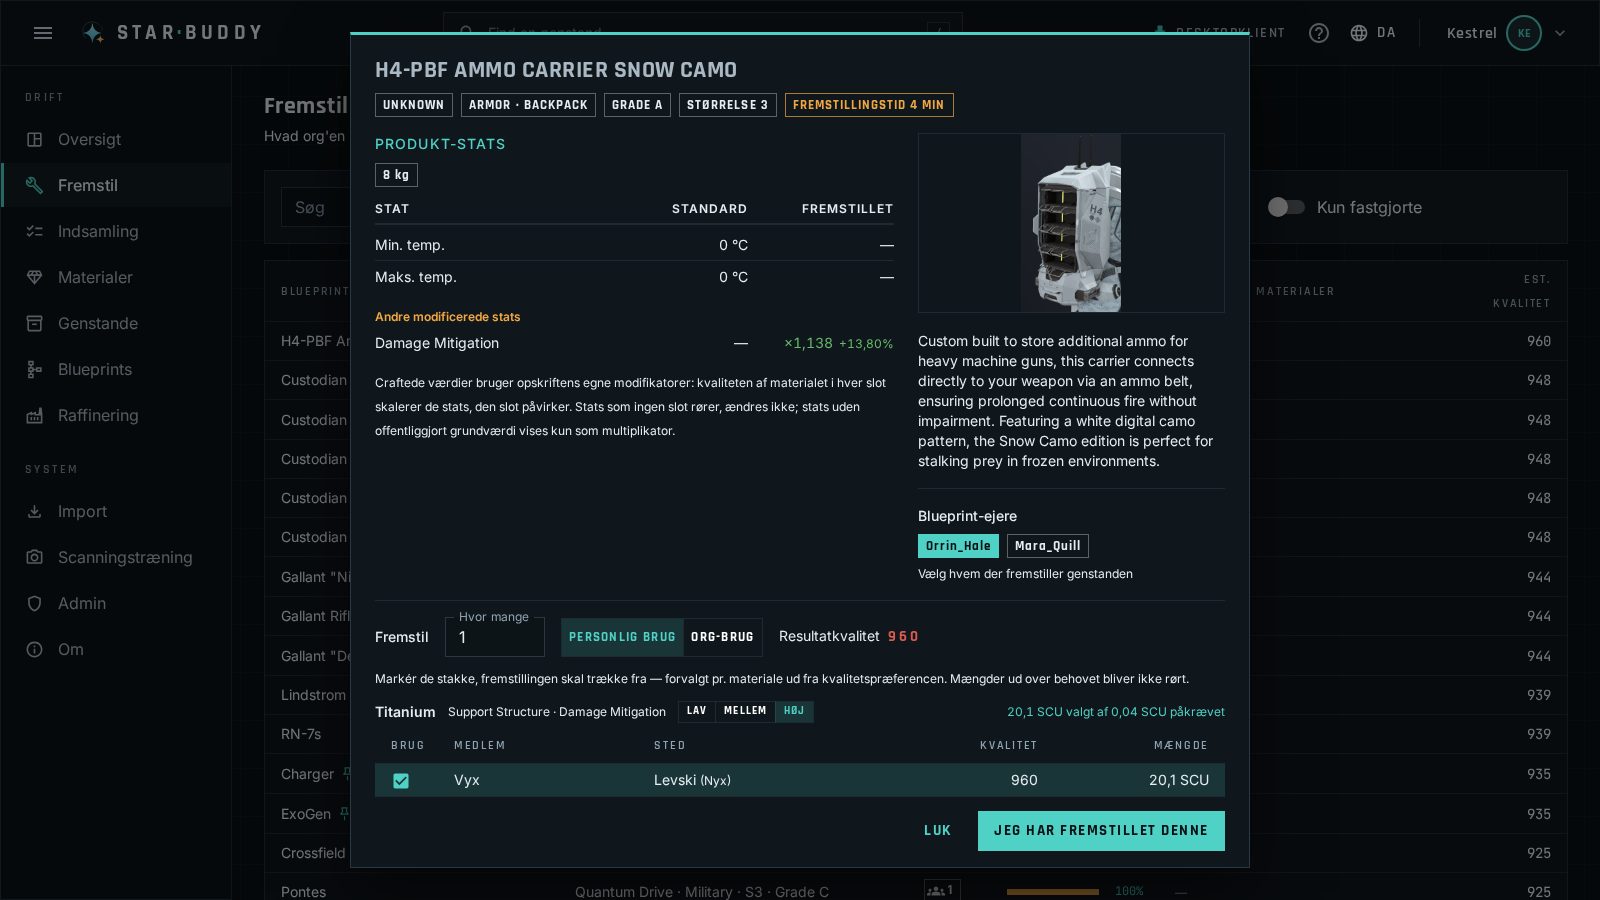 STAR·BUDDY
Find en genstand
/
DESKTOPKLIENT
DA
Kestrel
KE
DRIFT
Oversigt
Fremstil
Indsamling
Materialer
Genstande
Blueprints
Raffinering
SYSTEM
Import
Scanningstræning
Admin
Om
Fremstil
Hvad org'en
Søg
Kun fastgjorte
BLUEPRINT
MATERIALER
EST. KVALITET
H4-PBF Ar
960
Custodian
948
Custodian
948
Custodian
948
Custodian
948
Custodian
948
Gallant "Ni
944
Gallant Rifl
944
Gallant "De
944
Lindstrom
939
RN-7s
939
Charger
935
ExoGen
935
Crossfield
925
Pontes
Quantum Drive · Military · S3 · Grade C
1
100%
—
925
H4-PBF AMMO CARRIER SNOW CAMO
UNKNOWN
ARMOR · BACKPACK
GRADE A
STØRRELSE 3
FREMSTILLINGSTID 4 MIN
PRODUKT-STATS
8 kg
STAT STANDARD FREMSTILLET
Min. temp. 0 °C —
Maks. temp. 0 °C —
Andre modificerede stats
Damage Mitigation — ×1,138 +13,80%
Craftede værdier bruger opskriftens egne modifikatorer: kvaliteten af materialet i hver slot
skalerer de stats, den slot påvirker. Stats som ingen slot rører, ændres ikke; stats uden
offentliggjort grundværdi vises kun som multiplikator.
H4
Custom built to store additional ammo for
heavy machine guns, this carrier connects
directly to your weapon via an ammo belt,
ensuring prolonged continuous fire without
impairment. Featuring a white digital camo
pattern, the Snow Camo edition is perfect for
stalking prey in frozen environments.
Blueprint-ejere
Orrin_Hale
Mara_Quill
Vælg hvem der fremstiller genstanden
Fremstil
Hvor mange
1
PERSONLIG BRUG
ORG-BRUG
Resultatkvalitet 960
Markér de stakke, fremstillingen skal trække fra — forvalgt pr. materiale ud fra kvalitetspræferencen. Mængder ud over behovet bliver ikke rørt.
Titanium Support Structure · Damage Mitigation
LAV
MELLEM
HØJ
20,1 SCU valgt af 0,04 SCU påkrævet
BRUG MEDLEM STED KVALITET MÆNGDE
Vyx Levski (Nyx) 960 20,1 SCU
LUK
JEG HAR FREMSTILLET DENNE